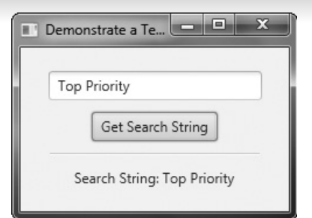 Demonstrate a Te...
Top Priority
Get Search String
Search String: Top Priority